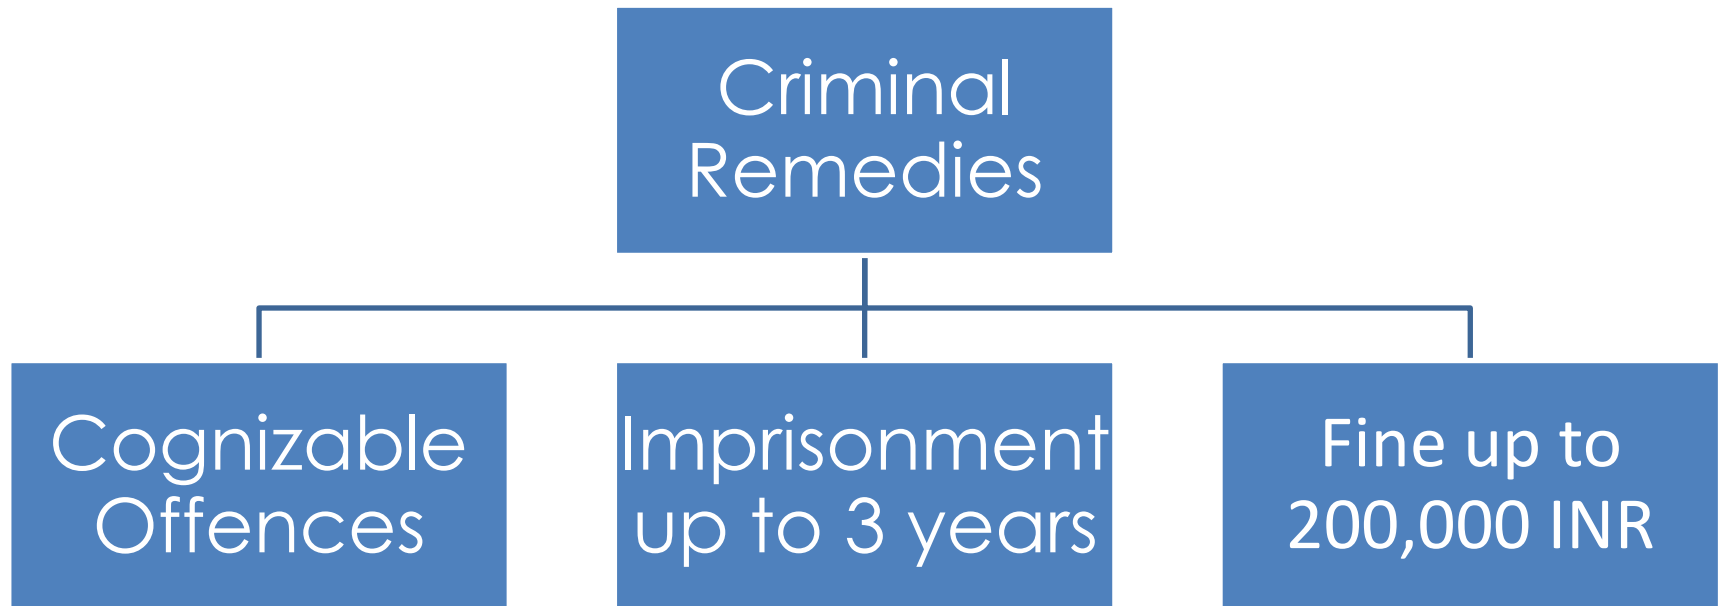 Criminal
Remedies
Cognizable
Offences
Imprisonment
up to 3 years
Fine up to
200,000 INR